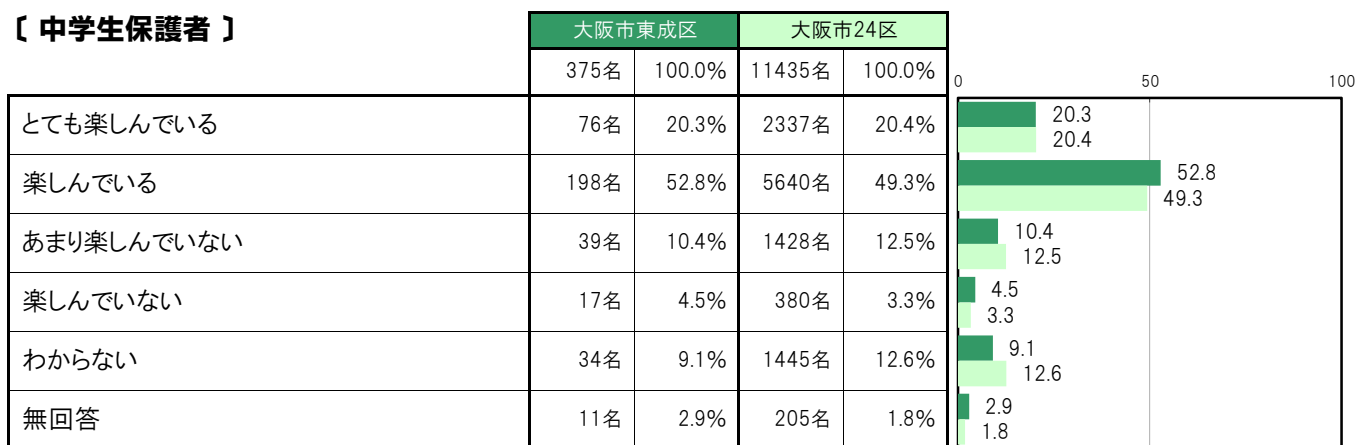 〔 中学生保護者 〕
大阪市東成区 大阪市24区
375名 100.0% 11435名 100.0%
0 50 100
とても楽しんでいる 76名 20.3% 2337名 20.4%
20.3
20.4
楽しんでいる 198名 52.8% 5640名 49.3%
52.8
49.3
あまり楽しんでいない 39名 10.4% 1428名 12.5%
10.4
12.5
楽しんでいない 17名 4.5% 380名 3.3%
4.5
3.3
わからない 34名 9.1% 1445名 12.6%
9.1
12.6
無回答 11名 2.9% 205名 1.8%
2.9
1.8